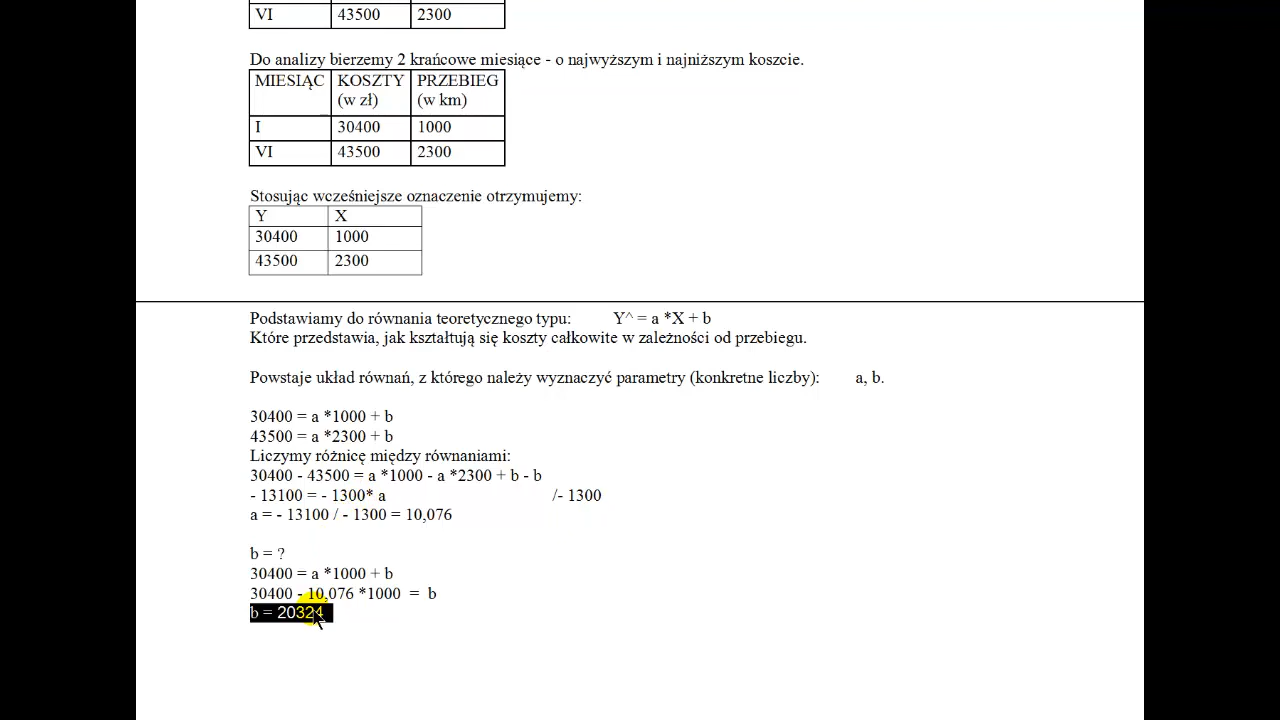 VI 43500 2300
Do analizy bierzemy 2 krańcowe miesiące - o najwyższym i najniższym koszcie.
MIESIĄC KOSZTY PRZEBIEG
(w zł) (w km)
I 30400 1000
VI 43500 2300
Stosując wcześniejsze oznaczenie otrzymujemy:
Y X
30400 1000
43500 2300
Podstawiamy do równania teoretycznego typu: Y^ = a *X + b
Które przedstawia, jak kształtują się koszty całkowite w zależności od przebiegu.
Powstaje układ równań, z którego należy wyznaczyć parametry (konkretne liczby): a, b.
30400 = a *1000 + b
43500 = a *2300 + b
Liczymy różnicę między równaniami:
30400 - 43500 = a *1000 - a *2300 + b - b
- 13100 = - 1300* a /- 1300
a = - 13100 / - 1300 = 10,076
b = ?
30400 = a *1000 + b
30400 - 10,076 *1000 = b
b = 20324